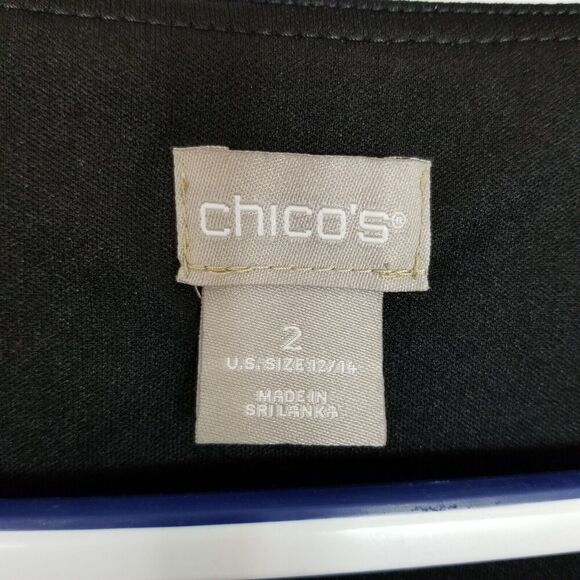 chico's®
2
U.S. SIZE 12/14
MADE IN
SRI LANKA